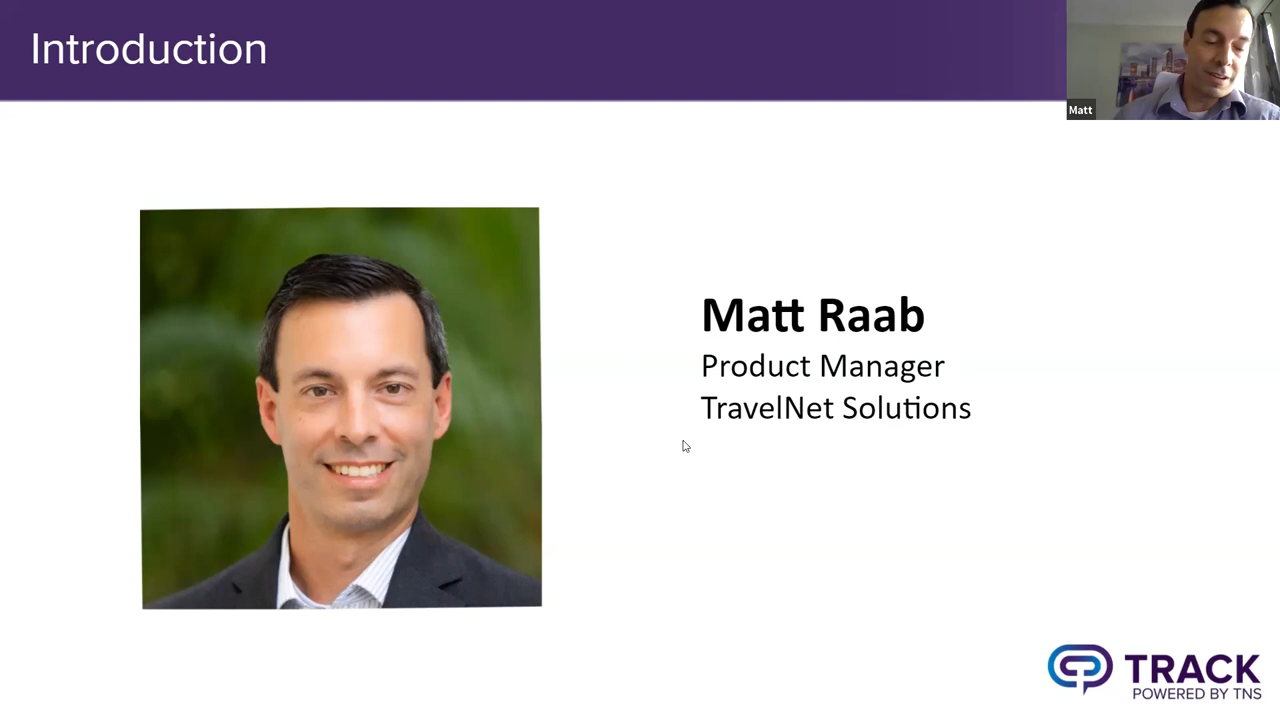 Introduction
Matt
Matt Raab
Product Manager
TravelNet Solutions
TRACK
POWERED BY TNS